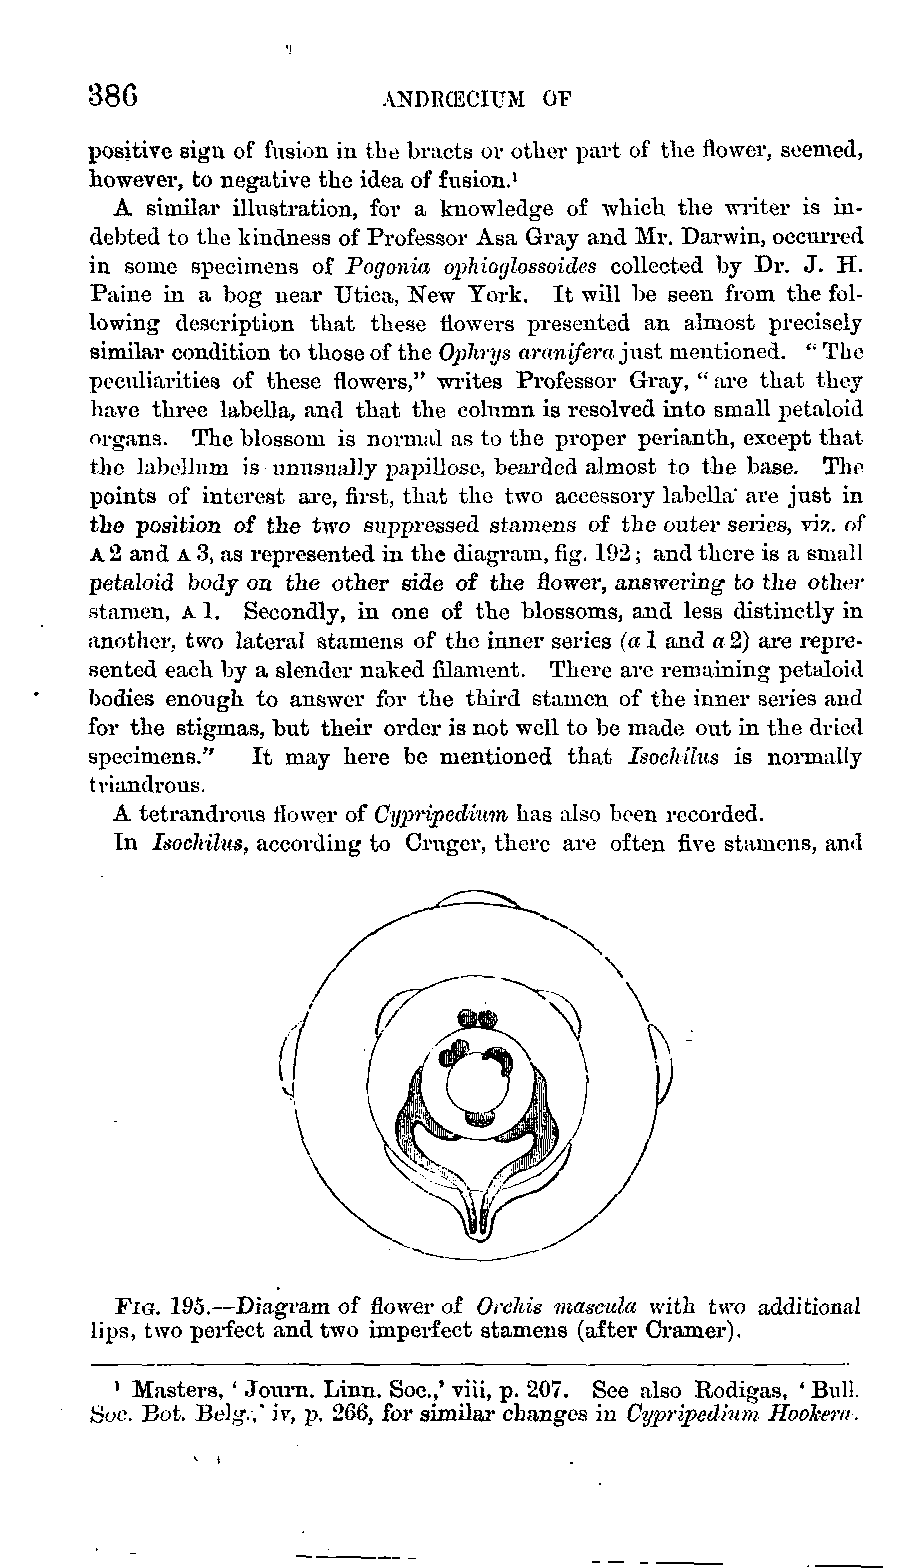 386 ANDRŒCIUM OF
positive sign of fusion in the bracts or other part of the flower, seemed,
however, to negative the idea of fusion.¹
A similar illustration, for a knowledge of which the writer is in-
debted to the kindness of Professor Asa Gray and Mr. Darwin, occurred
in some specimens of Pogonia ophioglossoides collected by Dr. J. H.
Paine in a bog near Utica, New York. It will be seen from the fol-
lowing description that these flowers presented an almost precisely
similar condition to those of the Ophrys aranifera just mentioned. “The
peculiarities of these flowers,” writes Professor Gray, “are that they
have three labella, and that the column is resolved into small petaloid
organs. The blossom is normal as to the proper perianth, except that
the labellum is unusually papillose, bearded almost to the base. The
points of interest are, first, that the two accessory labella are just in
the position of the two suppressed stamens of the outer series, viz. of
A 2 and A 3, as represented in the diagram, fig. 192; and there is a small
petaloid body on the other side of the flower, answering to the other
stamen, A 1. Secondly, in one of the blossoms, and less distinctly in
another, two lateral stamens of the inner series (a 1 and a 2) are repre-
sented each by a slender naked filament. There are remaining petaloid
bodies enough to answer for the third stamen of the inner series and
for the stigmas, but their order is not well to be made out in the dried
specimens.” It may here be mentioned that Isochilus is normally
triandrous.
A tetrandrous flower of Cypripedium has also been recorded.
In Isochilus, according to Cruger, there are often five stamens, and
FIG. 195.—Diagram of flower of Orchis mascula with two additional
lips, two perfect and two imperfect stamens (after Cramer).
¹ Masters, ‘Journ. Linn. Soc.,’ viii, p. 207. See also Rodigas, ‘Bull.
Soc. Bot. Belg.,’ iv, p. 266, for similar changes in Cypripedium Hookeræ.